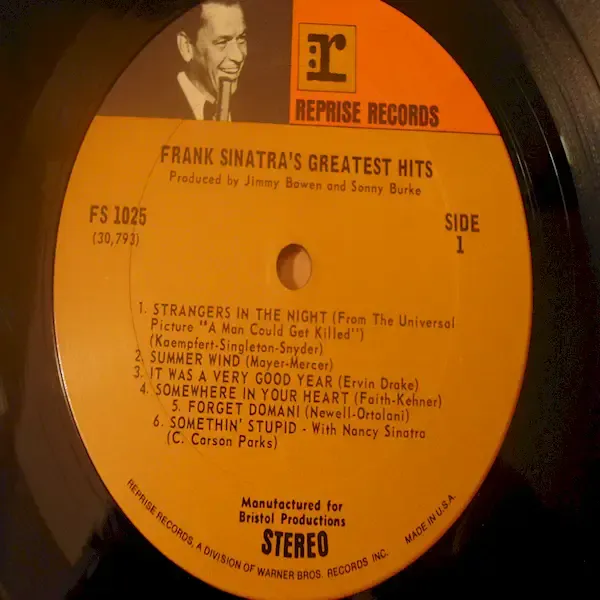 r
REPRISE RECORDS
FRANK SINATRA'S GREATEST HITS
Produced by Jimmy Bowen and Sonny Burke
FS 1025
(30,793)
SIDE
1
1. STRANGERS IN THE NIGHT (From The Universal
Picture "A Man Could Get Killed")
(Kaempfert-Singleton-Snyder)
2. SUMMER WIND (Mayer-Mercer)
3. IT WAS A VERY GOOD YEAR (Ervin Drake)
4. SOMEWHERE IN YOUR HEART (Faith-Kehner)
5. FORGET DOMANI (Newell-Ortolani)
6. SOMETHIN' STUPID - With Nancy Sinatra
(C. Carson Parks)
Manufactured for
Bristol Productions
STEREO
REPRISE RECORDS, A DIVISION OF WARNER BROS. RECORDS INC. MADE IN U.S.A.